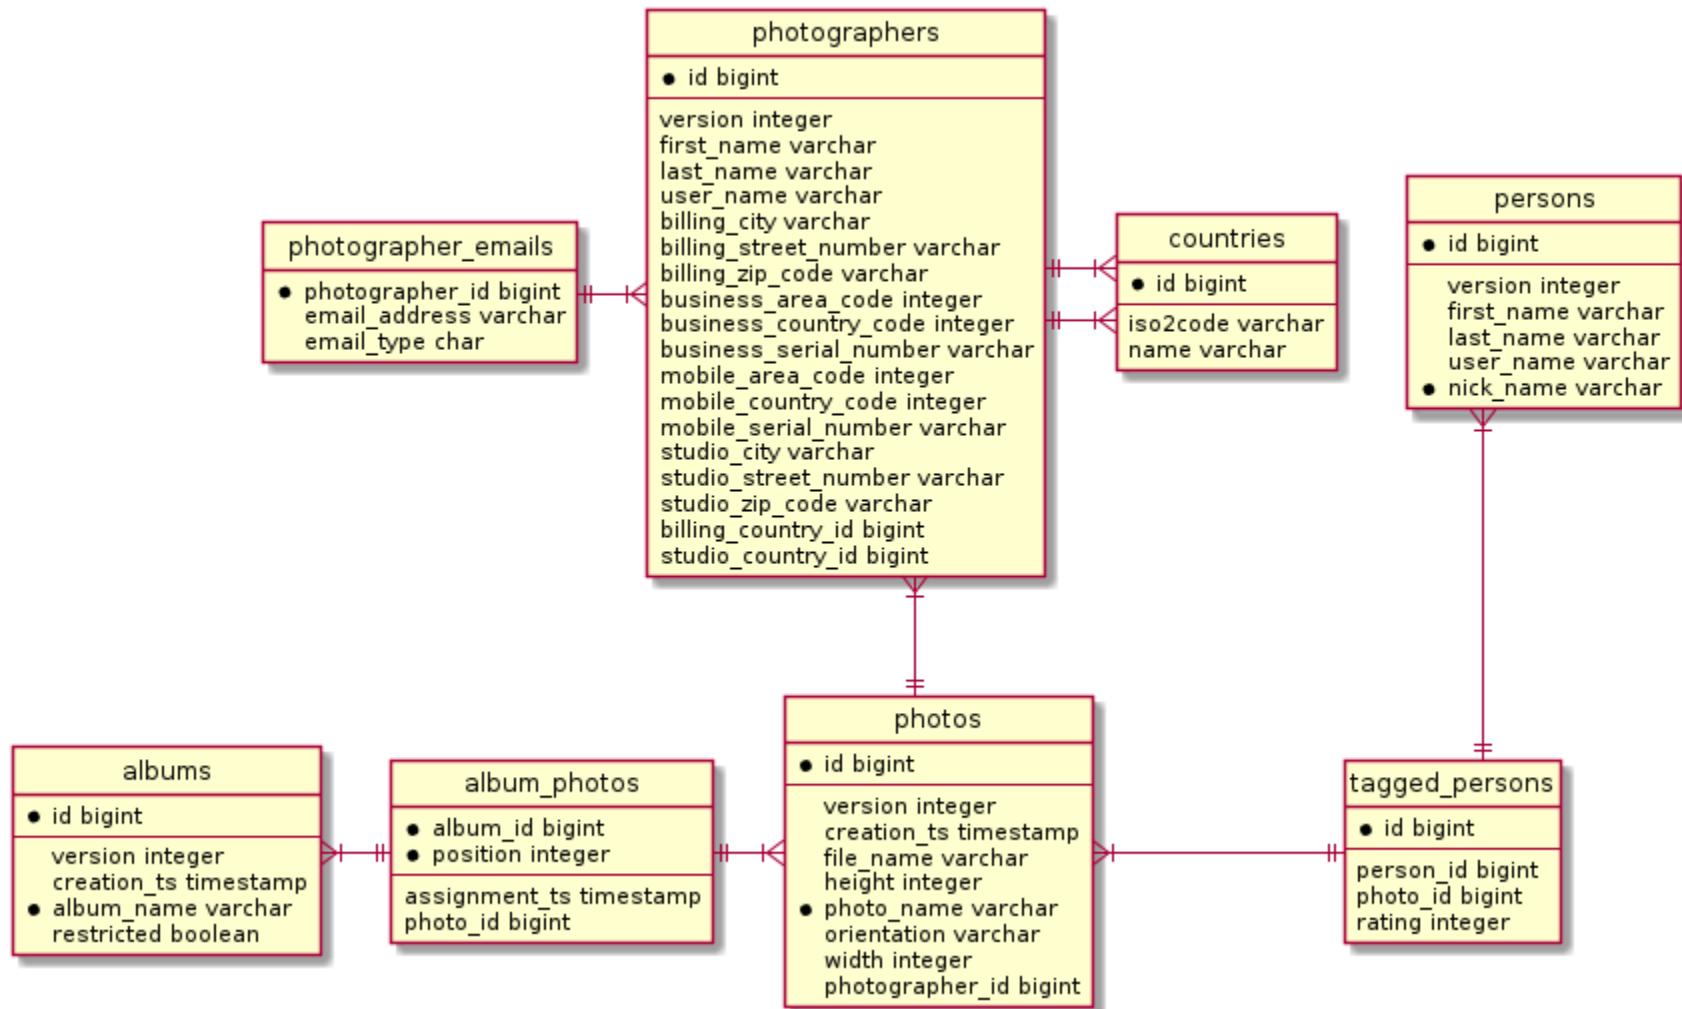 photographers
id bigint
version integer
first_name varchar
last_name varchar
user_name varchar
billing_city varchar
billing_street_number varchar
billing_zip_code varchar
business_area_code integer
business_country_code integer
business_serial_number varchar
mobile_area_code integer
mobile_country_code integer
mobile_serial_number varchar
studio_city varchar
studio_street_number varchar
studio_zip_code varchar
billing_country_id bigint
studio_country_id bigint
photographer_emails
photographer_id bigint
email_address varchar
email_type char
countries
id bigint
iso2code varchar
name varchar
persons
id bigint
version integer
first_name varchar
last_name varchar
user_name varchar
nick_name varchar
albums
id bigint
version integer
creation_ts timestamp
album_name varchar
restricted boolean
album_photos
album_id bigint
position integer
assignment_ts timestamp
photo_id bigint
photos
id bigint
version integer
creation_ts timestamp
file_name varchar
height integer
photo_name varchar
orientation varchar
width integer
photographer_id bigint
tagged_persons
id bigint
person_id bigint
photo_id bigint
rating integer